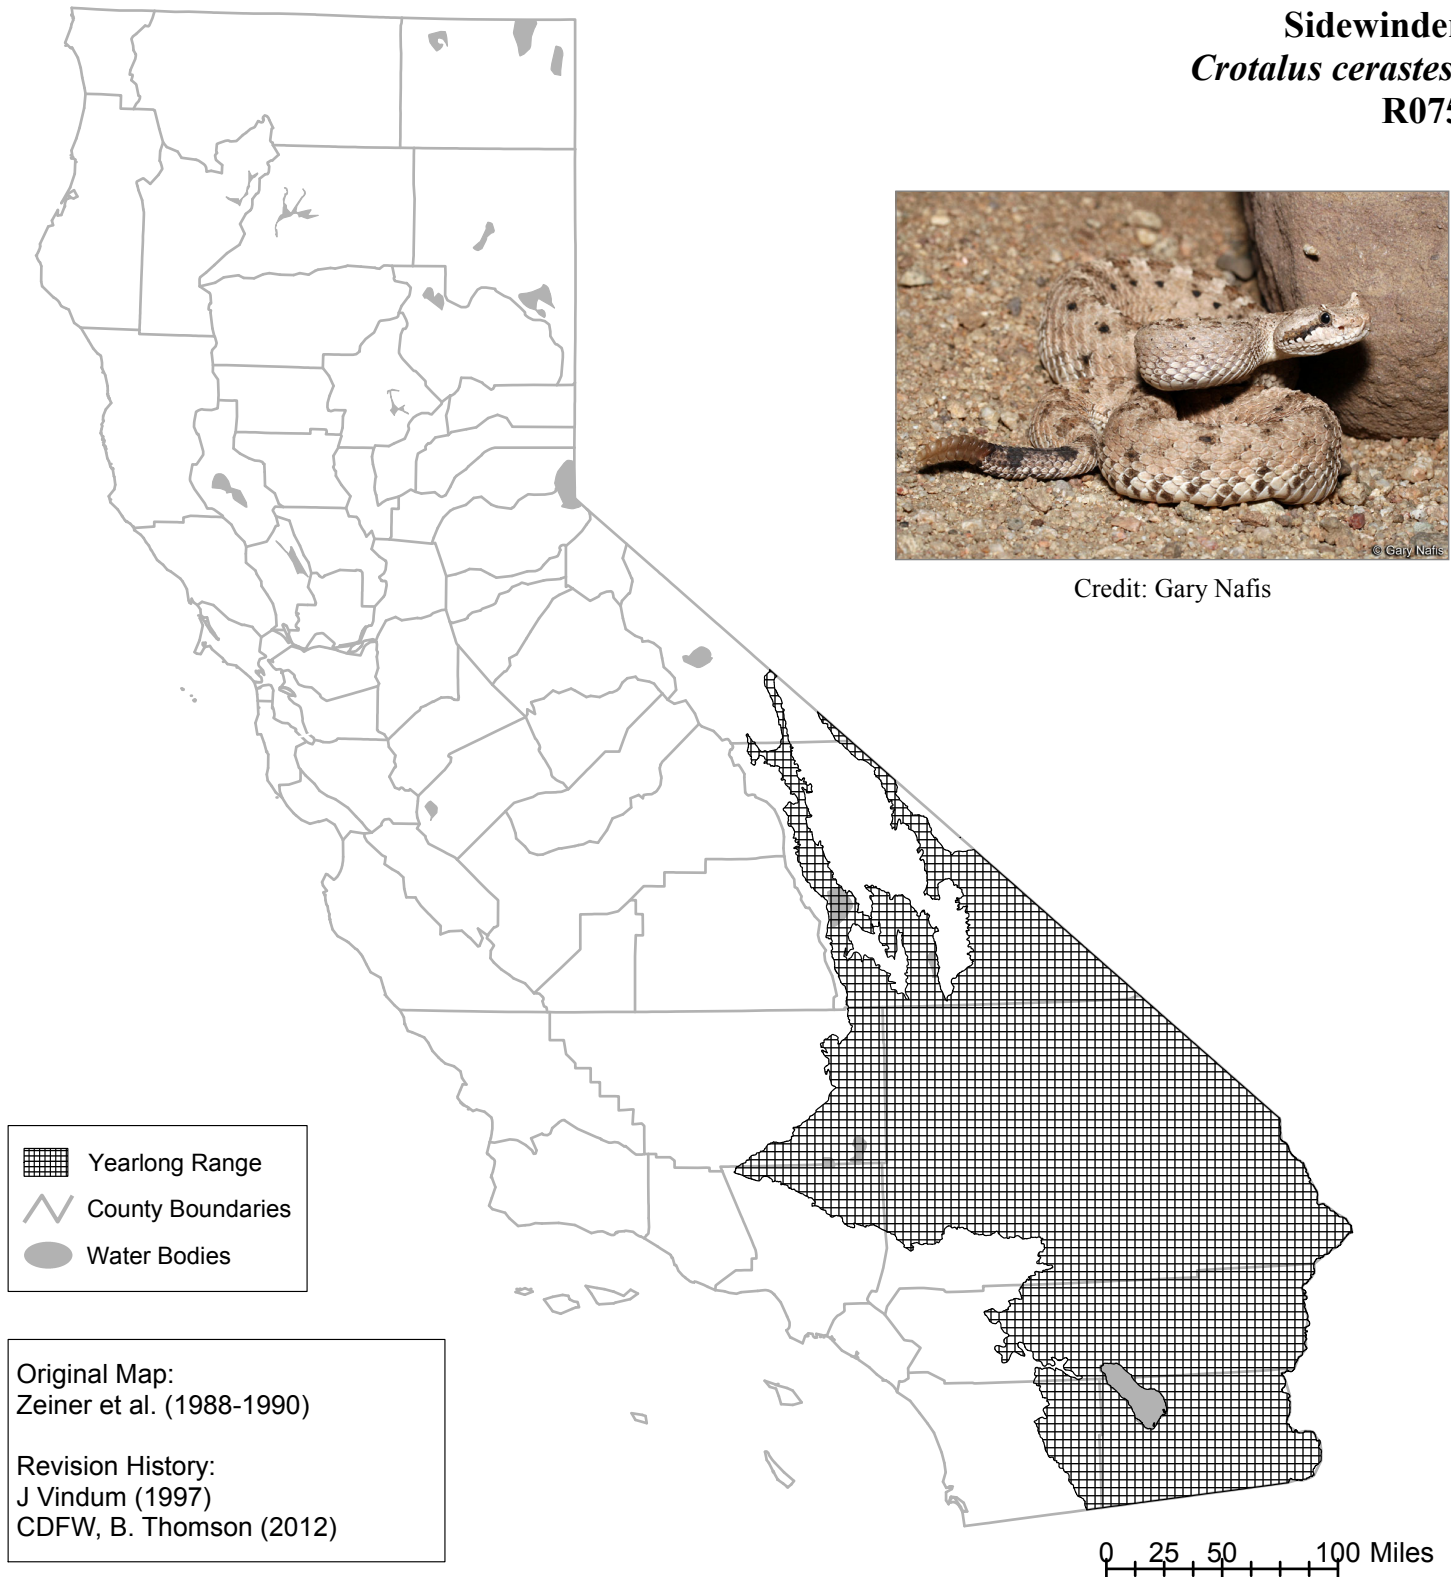 Sidewinder
Crotalus cerastes
R075
© Gary Nafis
Credit: Gary Nafis
Yearlong Range
County Boundaries
Water Bodies
Original Map:
Zeiner et al. (1988-1990)
Revision History:
J Vindum (1997)
CDFW, B. Thomson (2012)
0 25 50 100 Miles